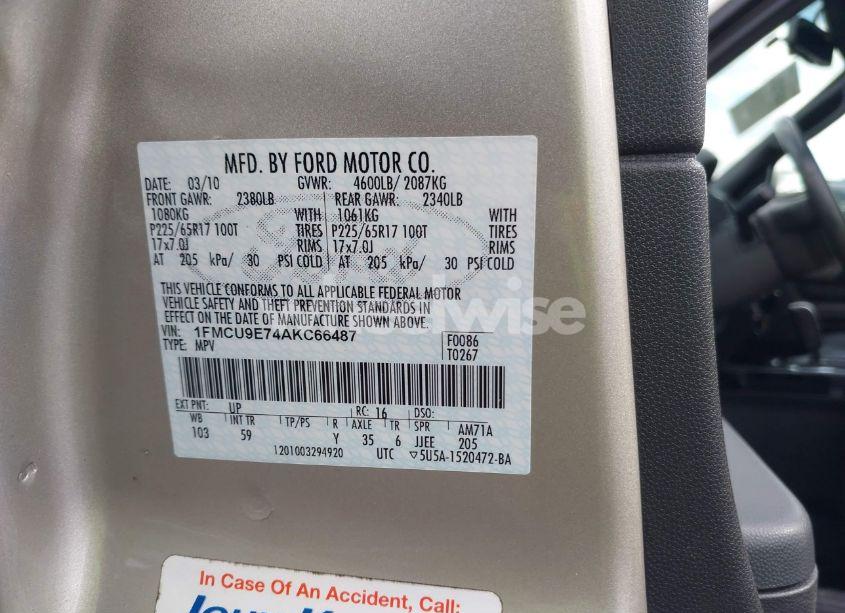 MFD. BY FORD MOTOR CO.
DATE: 03/10 GVWR: 4600LB/ 2087KG
FRONT GAWR: 2380LB REAR GAWR: 2340LB
1080KG WITH 1061KG WITH
P225/65R17 100T TIRES P225/65R17 100T TIRES
17x7.0J RIMS 17x7.0J RIMS
AT 205 kPa/ 30 PSI COLD AT 205 kPa/ 30 PSI COLD
THIS VEHICLE CONFORMS TO ALL APPLICABLE FEDERAL MOTOR
VEHICLE SAFETY AND THEFT PREVENTION STANDARDS IN
EFFECT ON THE DATE OF MANUFACTURE SHOWN ABOVE.
VIN: 1FMCU9E74AKC66487 F0086
TYPE: MPV T0267
EXT PNT: UP RC: 16 DSO:
WB INT TR TP/PS R AXLE TR SPR AM71A
103 59 Y 35 6 JJEE 205
1201003294920 UTC ▽5U5A-1520472-BA
In Case Of An Accident, Call: